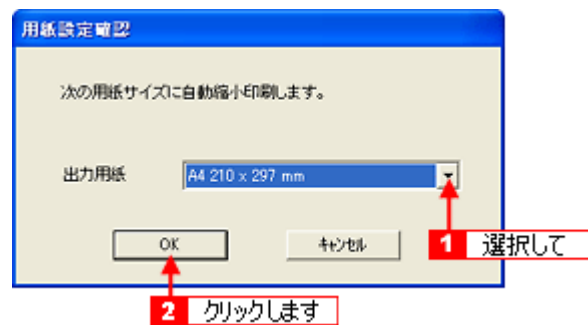 用紙設定確認
次の用紙サイズに自動縮小印刷します。
出力用紙
A4 210 x 297 mm
OK
キャンセル
1 選択して
2 クリックします